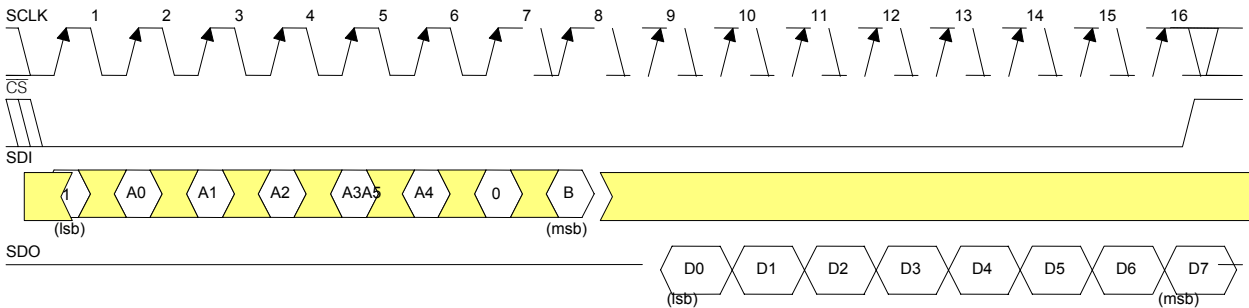 SCLK 1 2 3 4 5 6 7 8 9 10 11 12 13 14 15 16
CS
SDI
1 A0 A1 A2 A3A5 A4 0 B
(lsb) (msb)
SDO
D0 D1 D2 D3 D4 D5 D6 D7
(lsb) (msb)